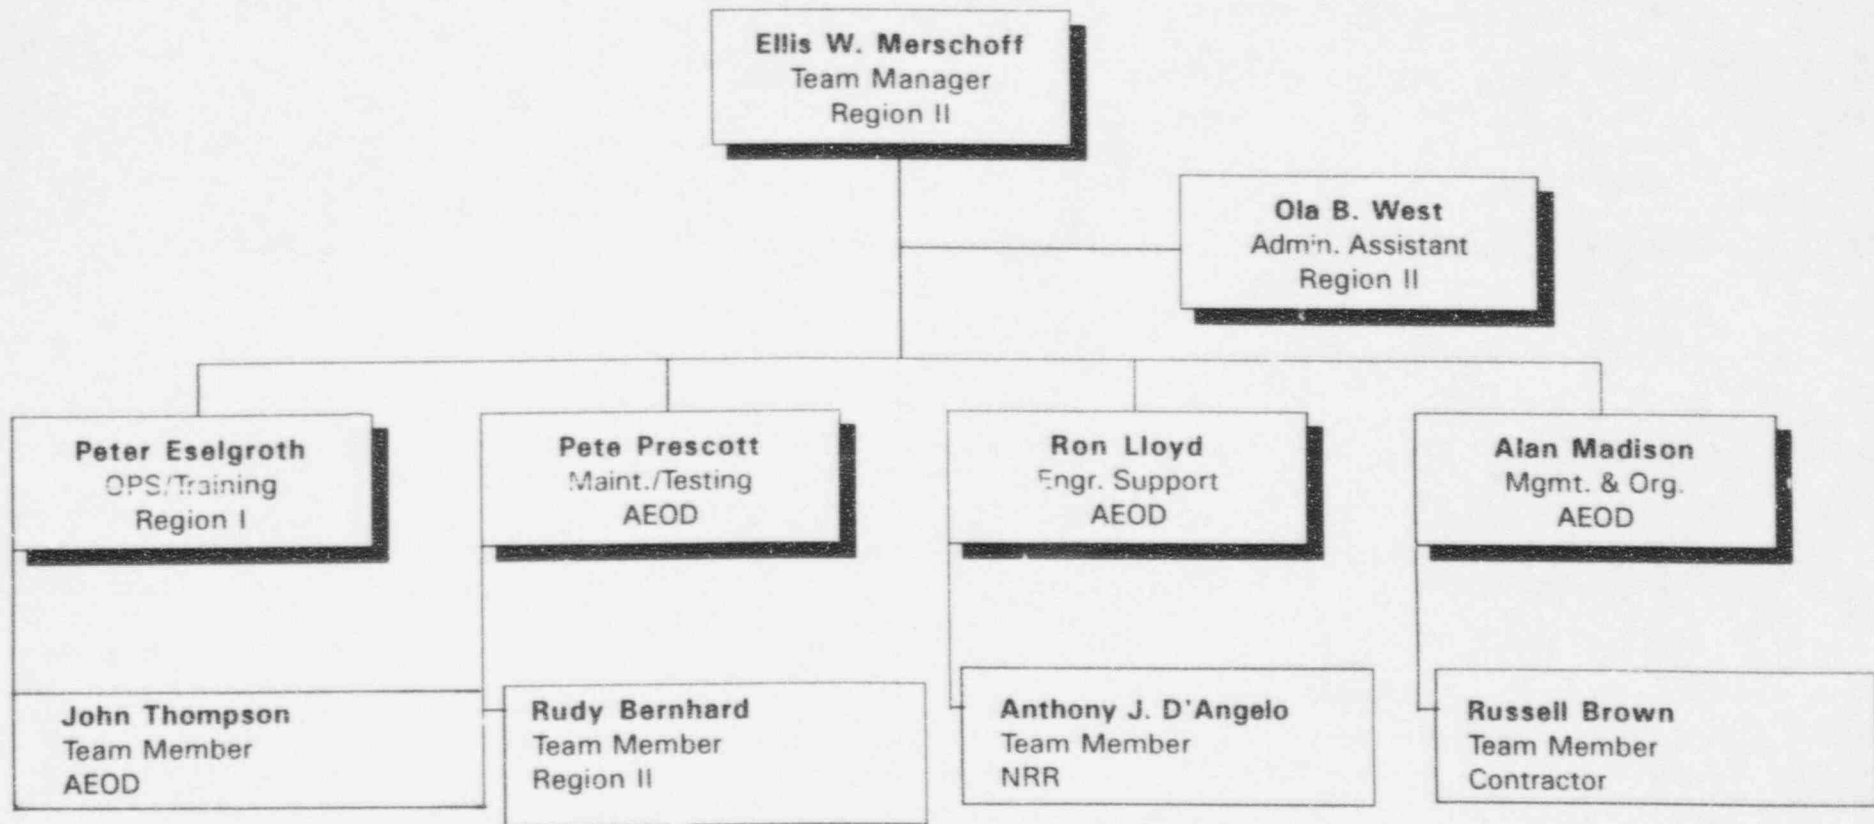 Ellis W. Merschoff
Team Manager
Region II
Ola B. West
Admin. Assistant
Region II
Peter Eselgroth
OPS/Training
Region I
Pete Prescott
Maint./Testing
AEOD
Ron Lloyd
Engr. Support
AEOD
Alan Madison
Mgmt. & Org.
AEOD
John Thompson
Team Member
AEOD
Rudy Bernhard
Team Member
Region II
Anthony J. D'Angelo
Team Member
NRR
Russell Brown
Team Member
Contractor